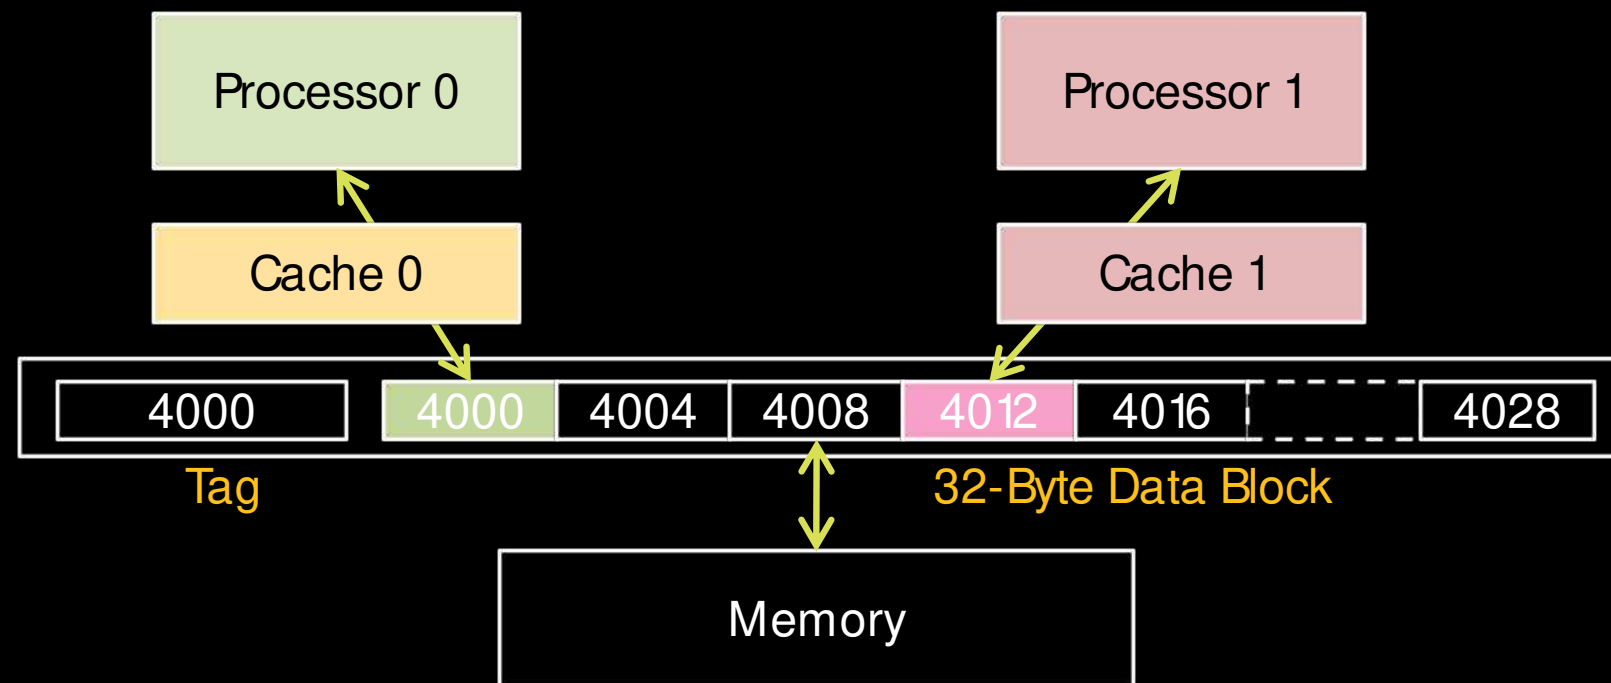 Processor 0
Processor 1
Cache 0
Cache 1
4000
4000 4004 4008 4012 4016 4028
Tag
32-Byte Data Block
Memory